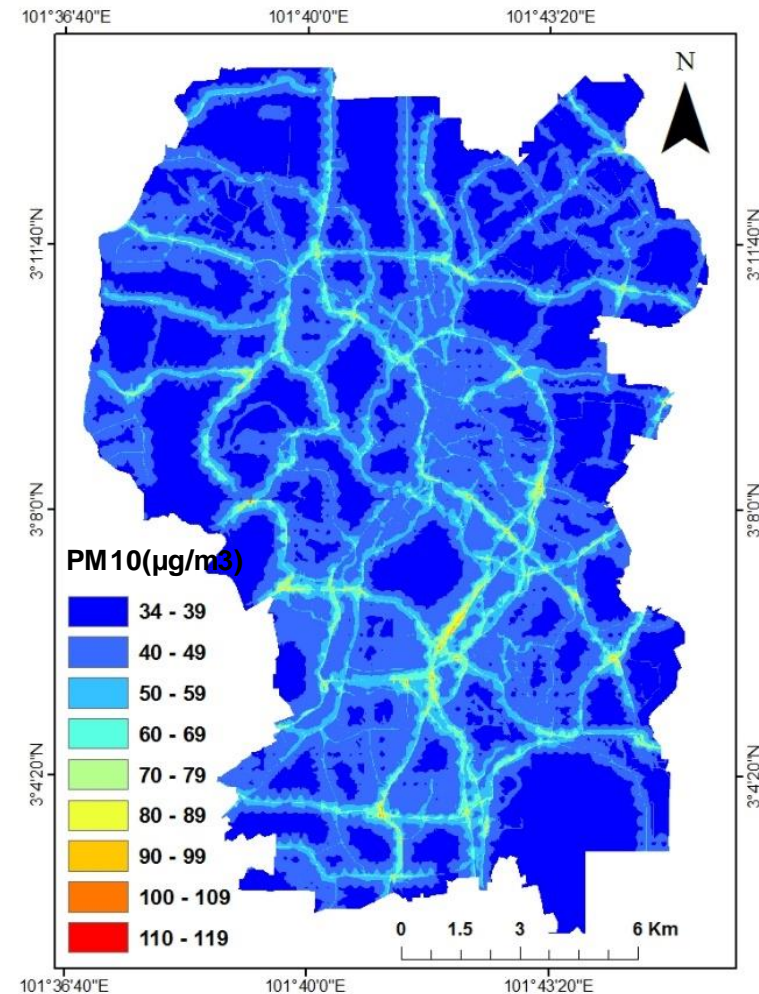 101°36'40"E 101°40'0"E 101°43'20"E
N
3°11'40"N 3°11'40"N
3°8'0"N 3°8'0"N
PM10(µg/m3)
34 - 39
40 - 49
50 - 59
60 - 69
70 - 79
80 - 89
90 - 99
100 - 109
110 - 119
3°4'20"N 3°4'20"N
0 1.5 3 6 Km
101°36'40"E 101°40'0"E 101°43'20"E